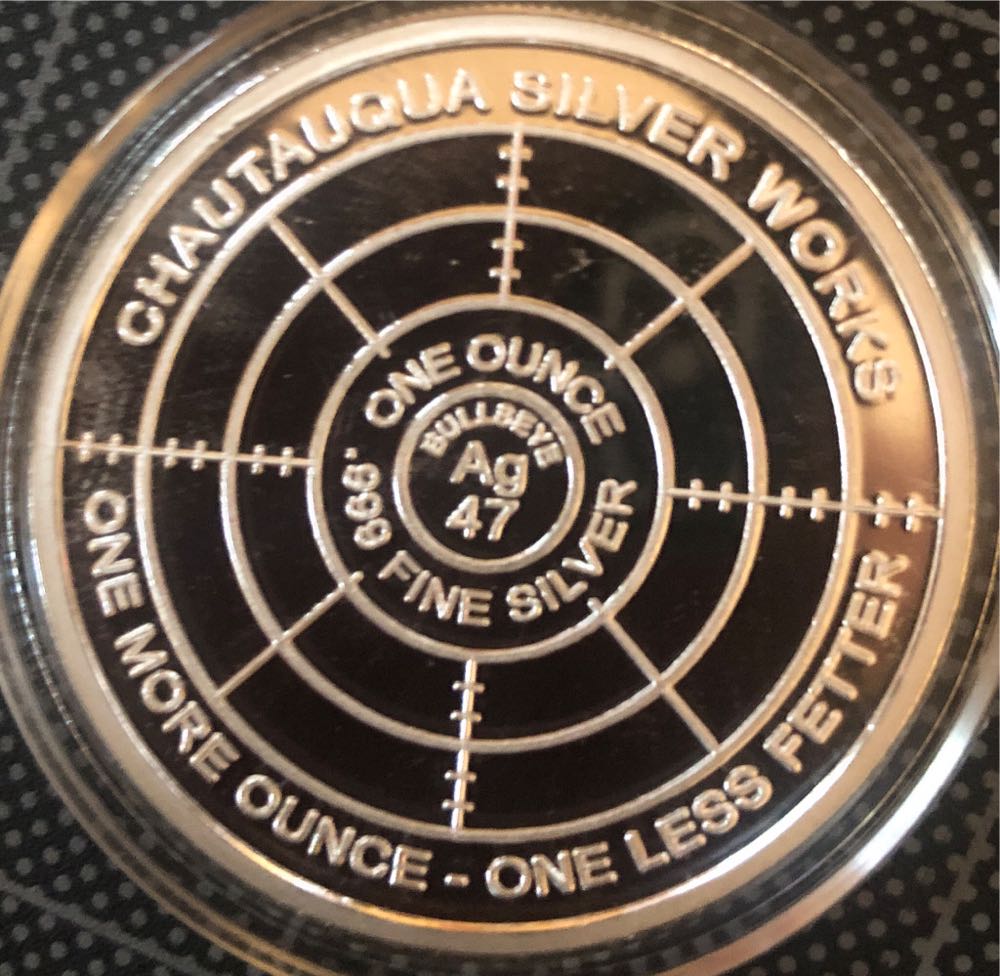 CHAUTAUQUA SILVER WORKS
ONE OUNCE
.999 FINE SILVER
BULLSEYE
Ag
47
ONE MORE OUNCE - ONE LESS FETTER